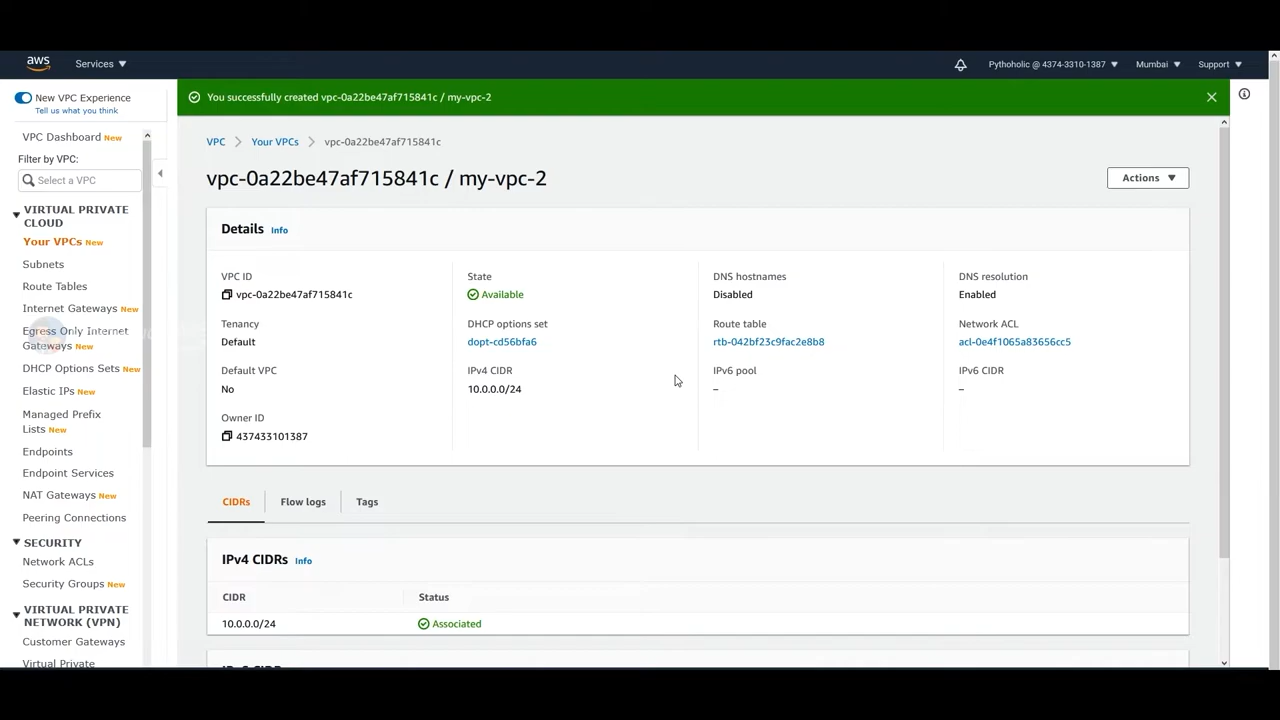 aws
Services
Pythoholic @ 4374-3310-1387
Mumbai
Support
New VPC Experience
Tell us what you think
VPC Dashboard New
Filter by VPC:
Select a VPC
VIRTUAL PRIVATE
CLOUD
Your VPCs New
Subnets
Route Tables
Internet Gateways New
Egress Only Internet
Gateways New
DHCP Options Sets New
Elastic IPs New
Managed Prefix
Lists New
Endpoints
Endpoint Services
NAT Gateways New
Peering Connections
SECURITY
Network ACLs
Security Groups New
VIRTUAL PRIVATE
NETWORK (VPN)
Customer Gateways
Virtual Private
You successfully created vpc-0a22be47af715841c / my-vpc-2
VPC
Your VPCs
vpc-0a22be47af715841c
vpc-0a22be47af715841c / my-vpc-2
Actions
Details Info
VPC ID
vpc-0a22be47af715841c
State
Available
DNS hostnames
Disabled
DNS resolution
Enabled
Tenancy
Default
DHCP options set
dopt-cd56bfa6
Route table
rtb-042bf23c9fac2e8b8
Network ACL
acl-0e4f1065a83656cc5
Default VPC
No
IPv4 CIDR
10.0.0.0/24
IPv6 pool
–
IPv6 CIDR
–
Owner ID
437433101387
CIDRs
Flow logs
Tags
IPv4 CIDRs Info
CIDR
Status
10.0.0.0/24
Associated